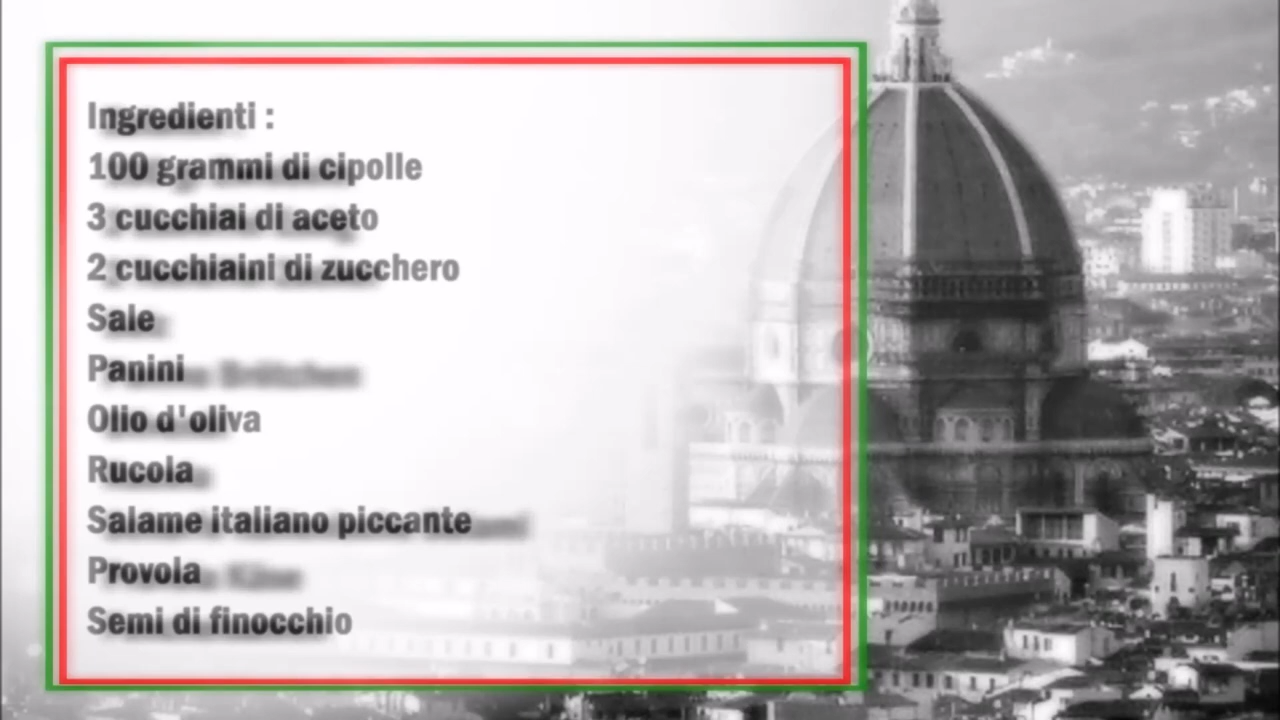 Ingredienti :
100 grammi di cipolle
3 cucchiai di aceto
2 cucchiaini di zucchero
Sale
Panini
Olio d'oliva
Rucola
Salame italiano piccante
Provola
Semi di finocchio